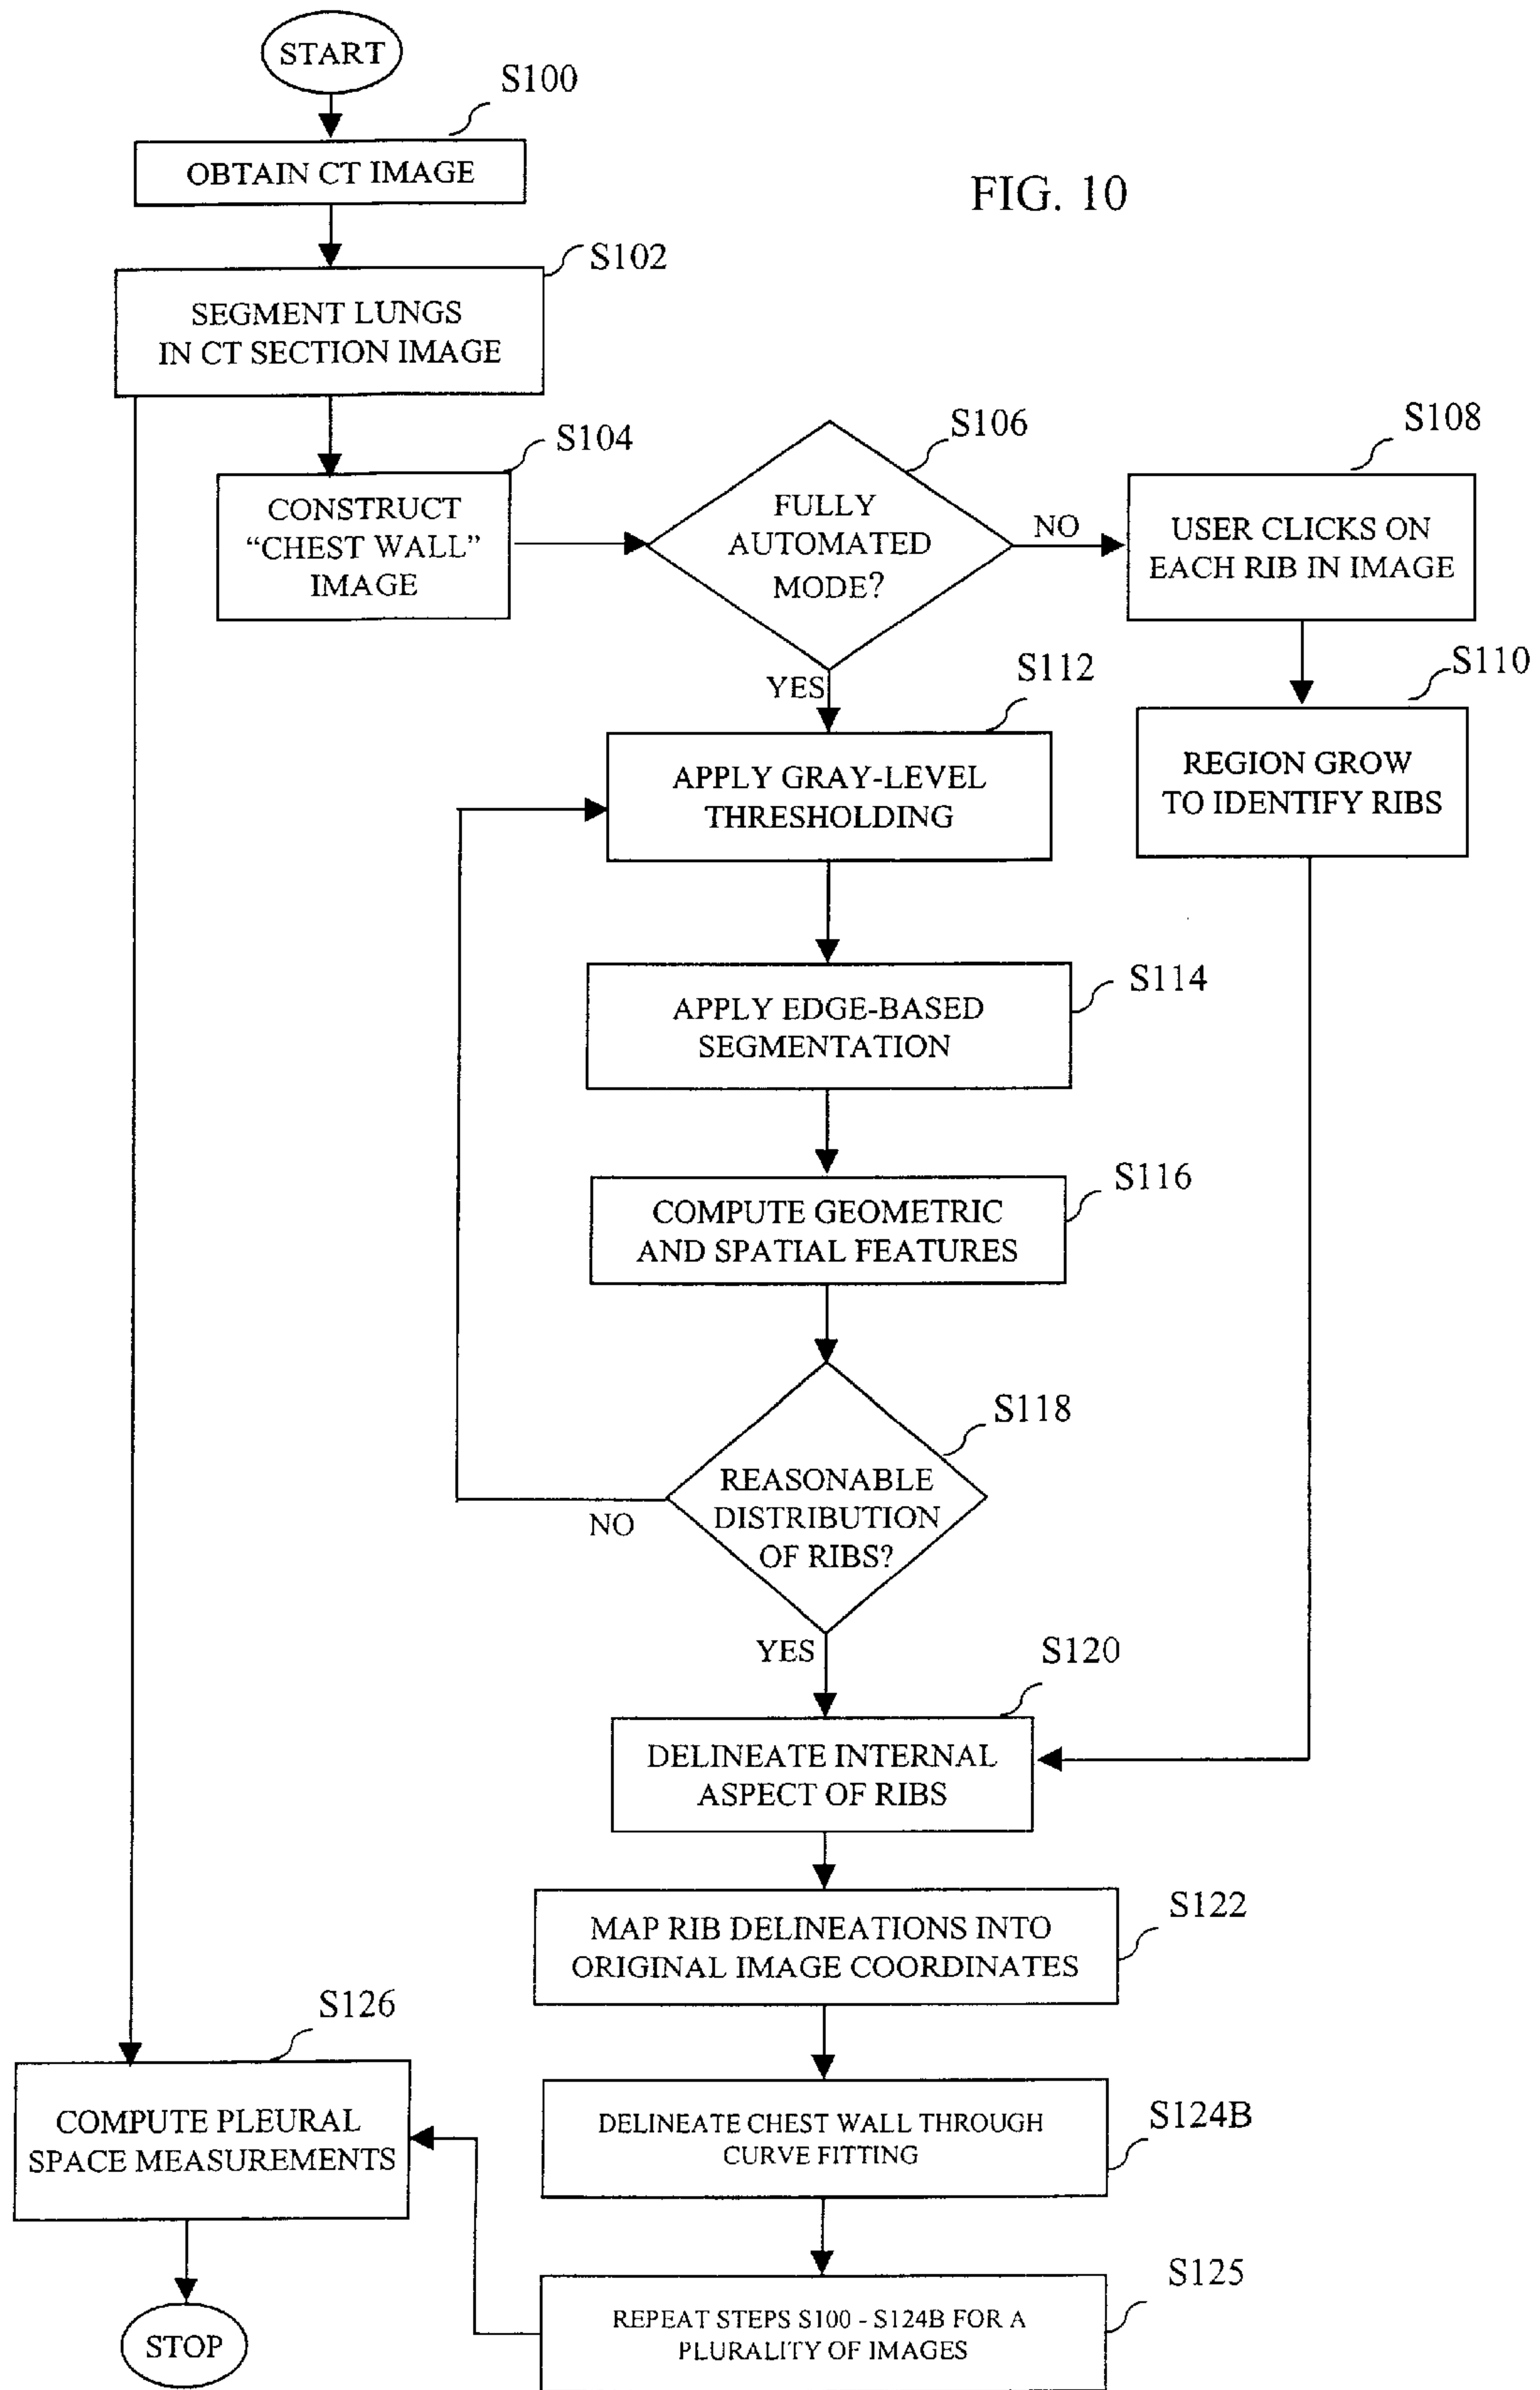 START
S100
OBTAIN CT IMAGE
FIG. 10
S102
SEGMENT LUNGS
IN CT SECTION IMAGE
S104
CONSTRUCT
“CHEST WALL”
IMAGE
S106
FULLY
AUTOMATED
MODE?
NO
YES
S108
USER CLICKS ON
EACH RIB IN IMAGE
S110
REGION GROW
TO IDENTIFY RIBS
S112
APPLY GRAY-LEVEL
THRESHOLDING
S114
APPLY EDGE-BASED
SEGMENTATION
S116
COMPUTE GEOMETRIC
AND SPATIAL FEATURES
S118
REASONABLE
DISTRIBUTION
OF RIBS?
NO
YES
S120
DELINEATE INTERNAL
ASPECT OF RIBS
S122
MAP RIB DELINEATIONS INTO
ORIGINAL IMAGE COORDINATES
S124B
DELINEATE CHEST WALL THROUGH
CURVE FITTING
S125
REPEAT STEPS S100 - S124B FOR A
PLURALITY OF IMAGES
S126
COMPUTE PLEURAL
SPACE MEASUREMENTS
STOP